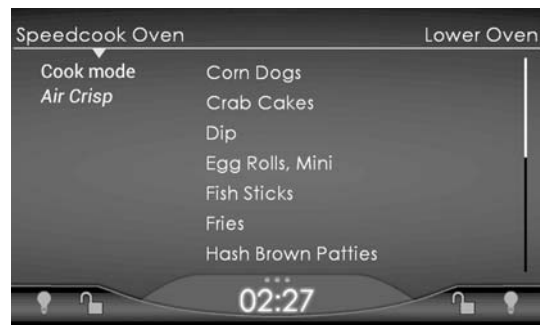 Speedcook Oven Lower Oven
Cook mode
Air Crisp
Corn Dogs
Crab Cakes
Dip
Egg Rolls, Mini
Fish Sticks
Fries
Hash Brown Patties
02:27